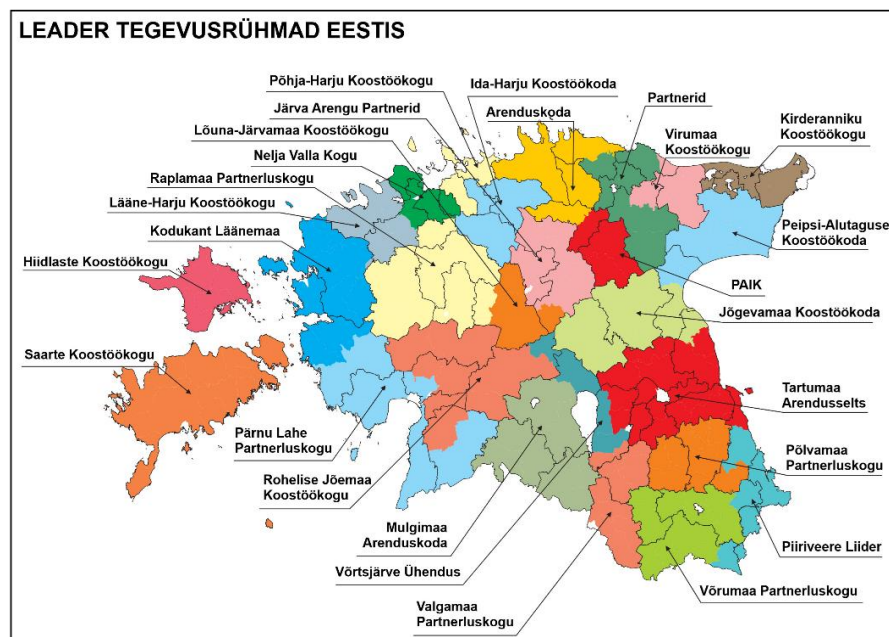 LEADER TEGEVUSRÜHMAD EESTIS
Põhja-Harju Koostöökogu
Järva Arengu Partnerid
Lõuna-Järvamaa Koostöökogu
Nelja Valla Kogu
Raplamaa Partnerluskogu
Lääne-Harju Koostöökogu
Kodukant Läänemaa
Hiidlaste Koostöökogu
Saarte Koostöökogu
Ida-Harju Koostöökoda
Arenduskoda
Partnerid
Virumaa
Koostöökogu
Kirderanniku
Koostöökogu
Peipsi-Alutaguse
Koostöökoda
PAIK
Jõgevamaa Koostöökoda
Tartumaa
Arendusselts
Põlvamaa
Partnerluskogu
Piiriveere Liider
Võrumaa Partnerluskogu
Pärnu Lahe
Partnerluskogu
Rohelise Jõemaa
Koostöökogu
Mulgimaa
Arenduskoda
Võrtsjärve Ühendus
Valgamaa
Partnerluskogu